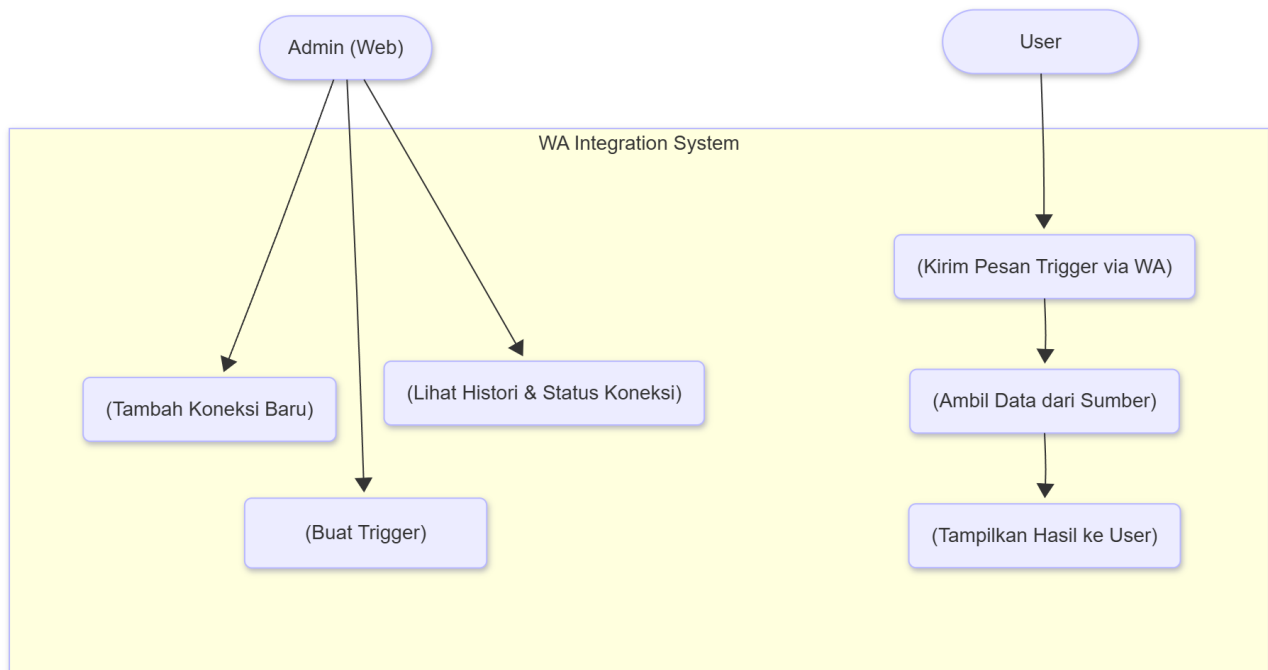 Admin (Web)
User
WA Integration System
(Kirim Pesan Trigger via WA)
(Lihat Histori & Status Koneksi)
(Tambah Koneksi Baru)
(Ambil Data dari Sumber)
(Buat Trigger)
(Tampilkan Hasil ke User)